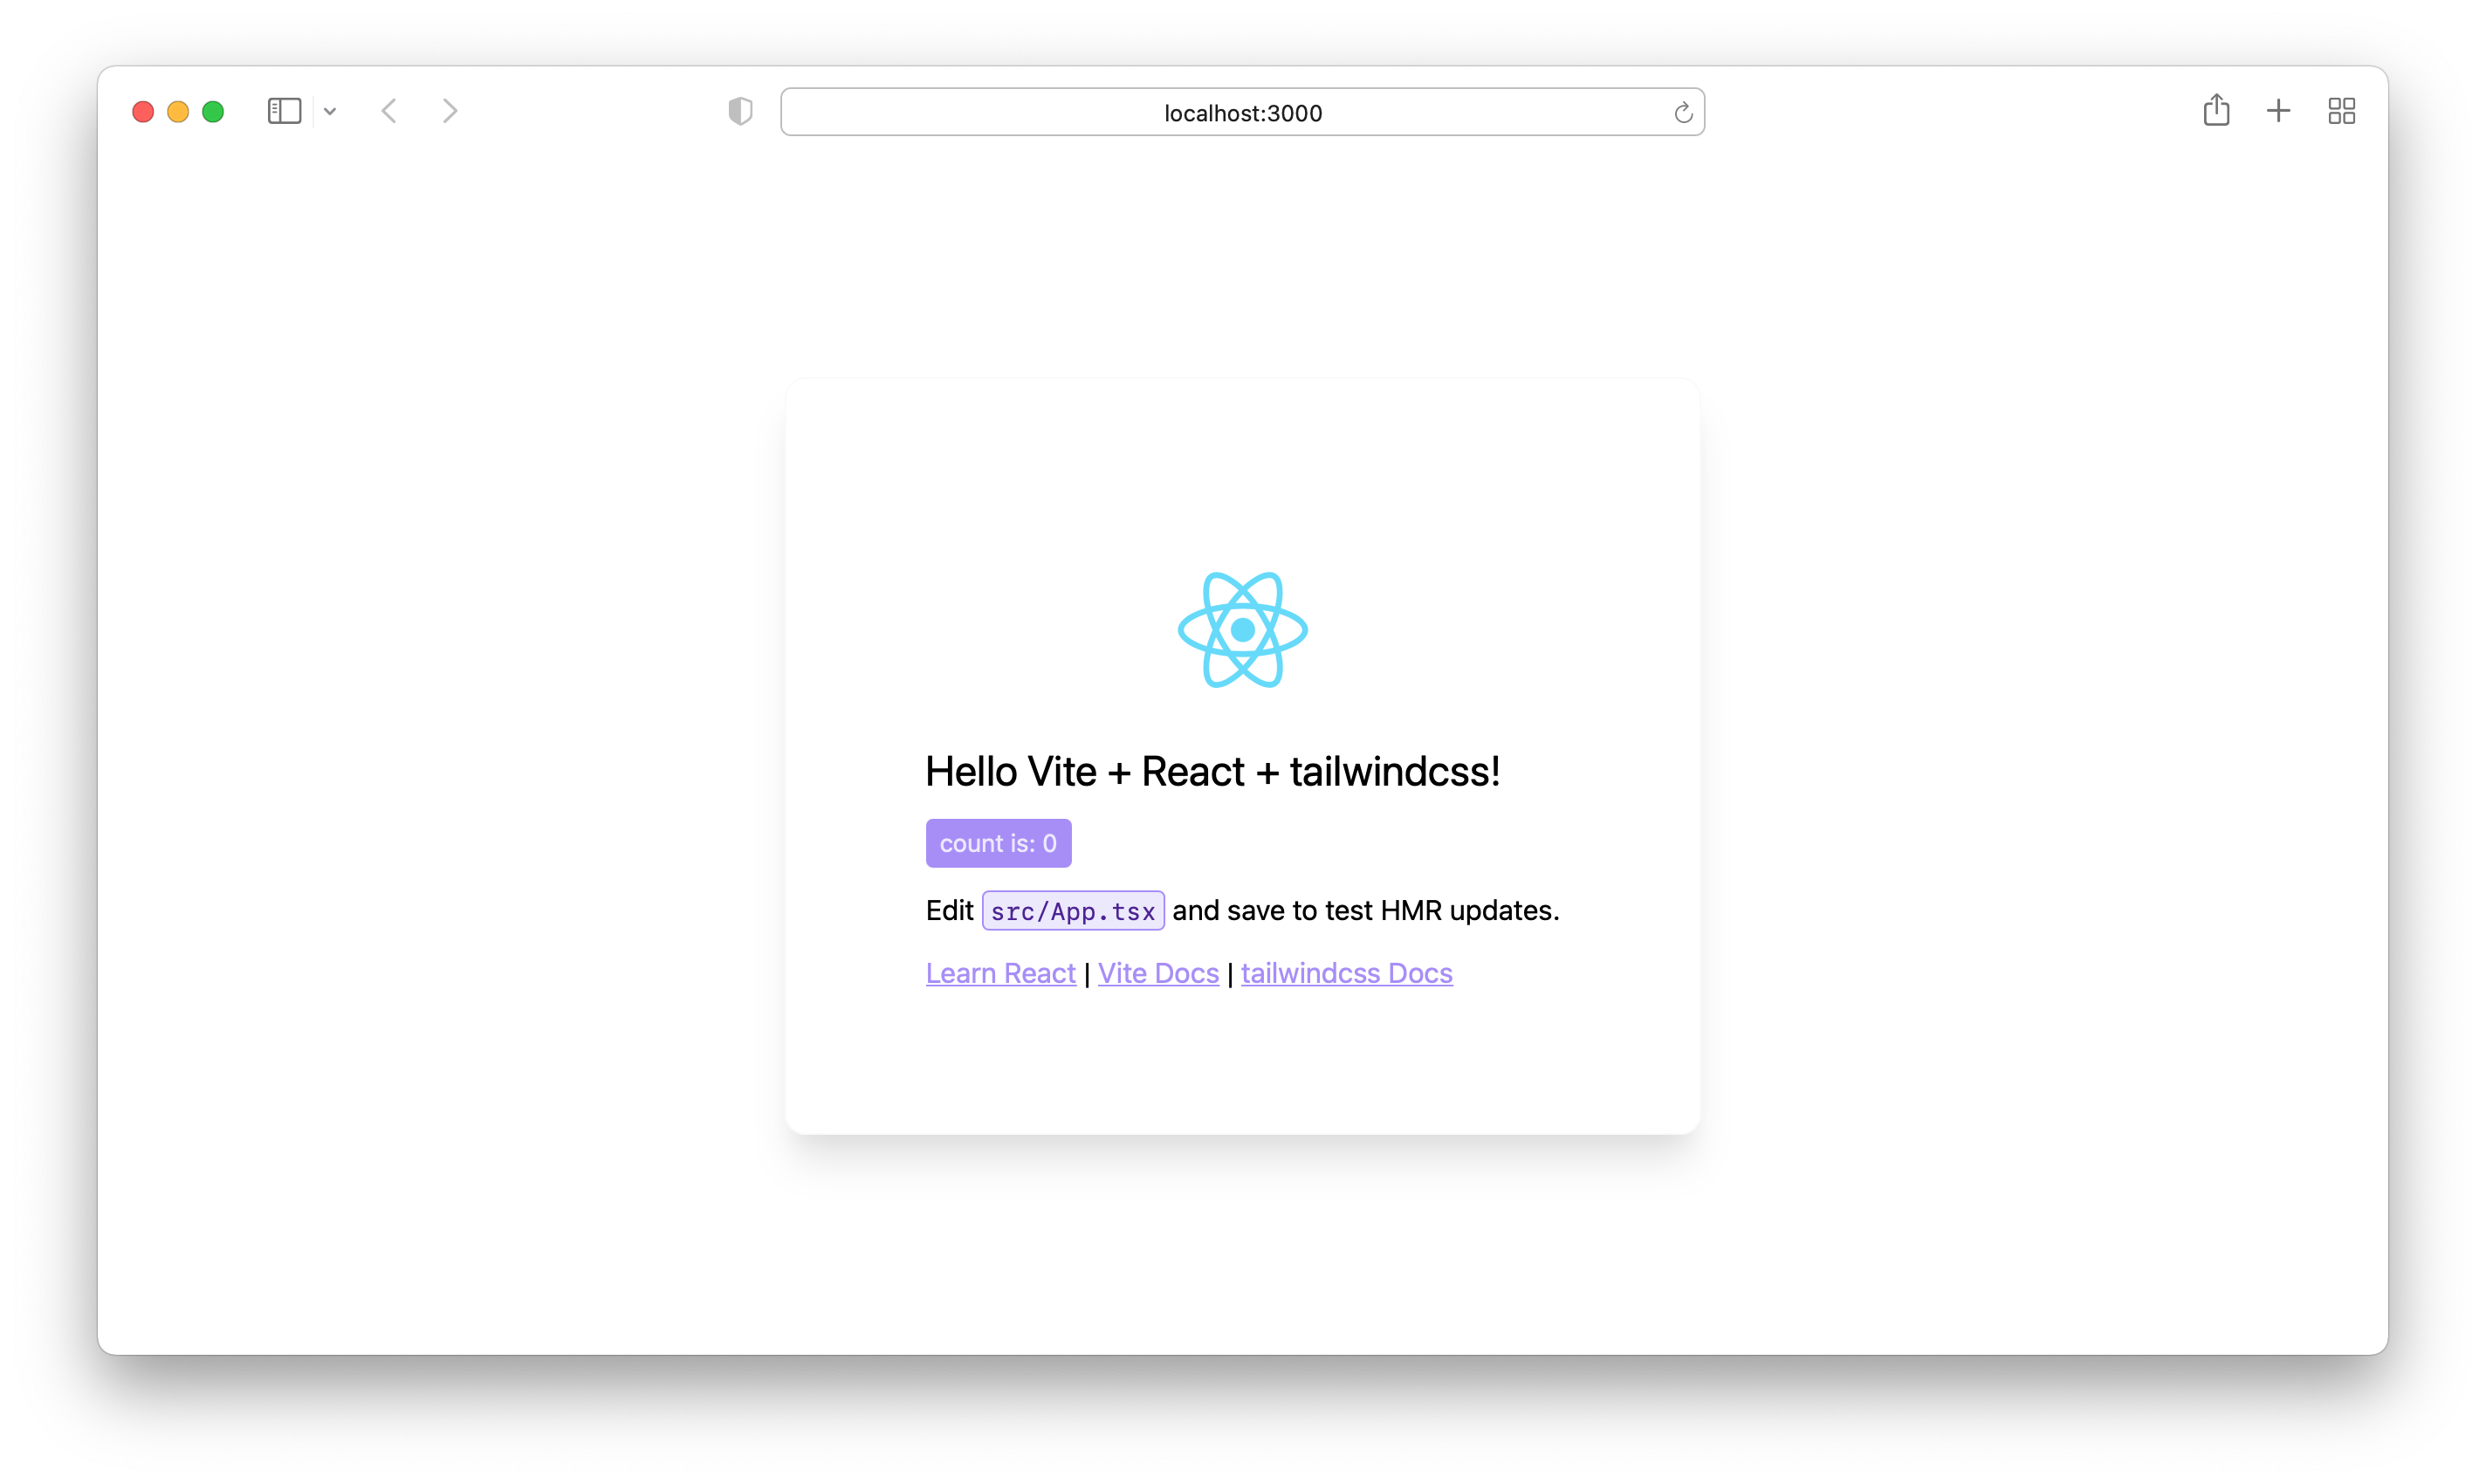 localhost:3000
Hello Vite + React + tailwindcss!
count is: 0
Edit src/App.tsx and save to test HMR updates.
Learn React | Vite Docs | tailwindcss Docs